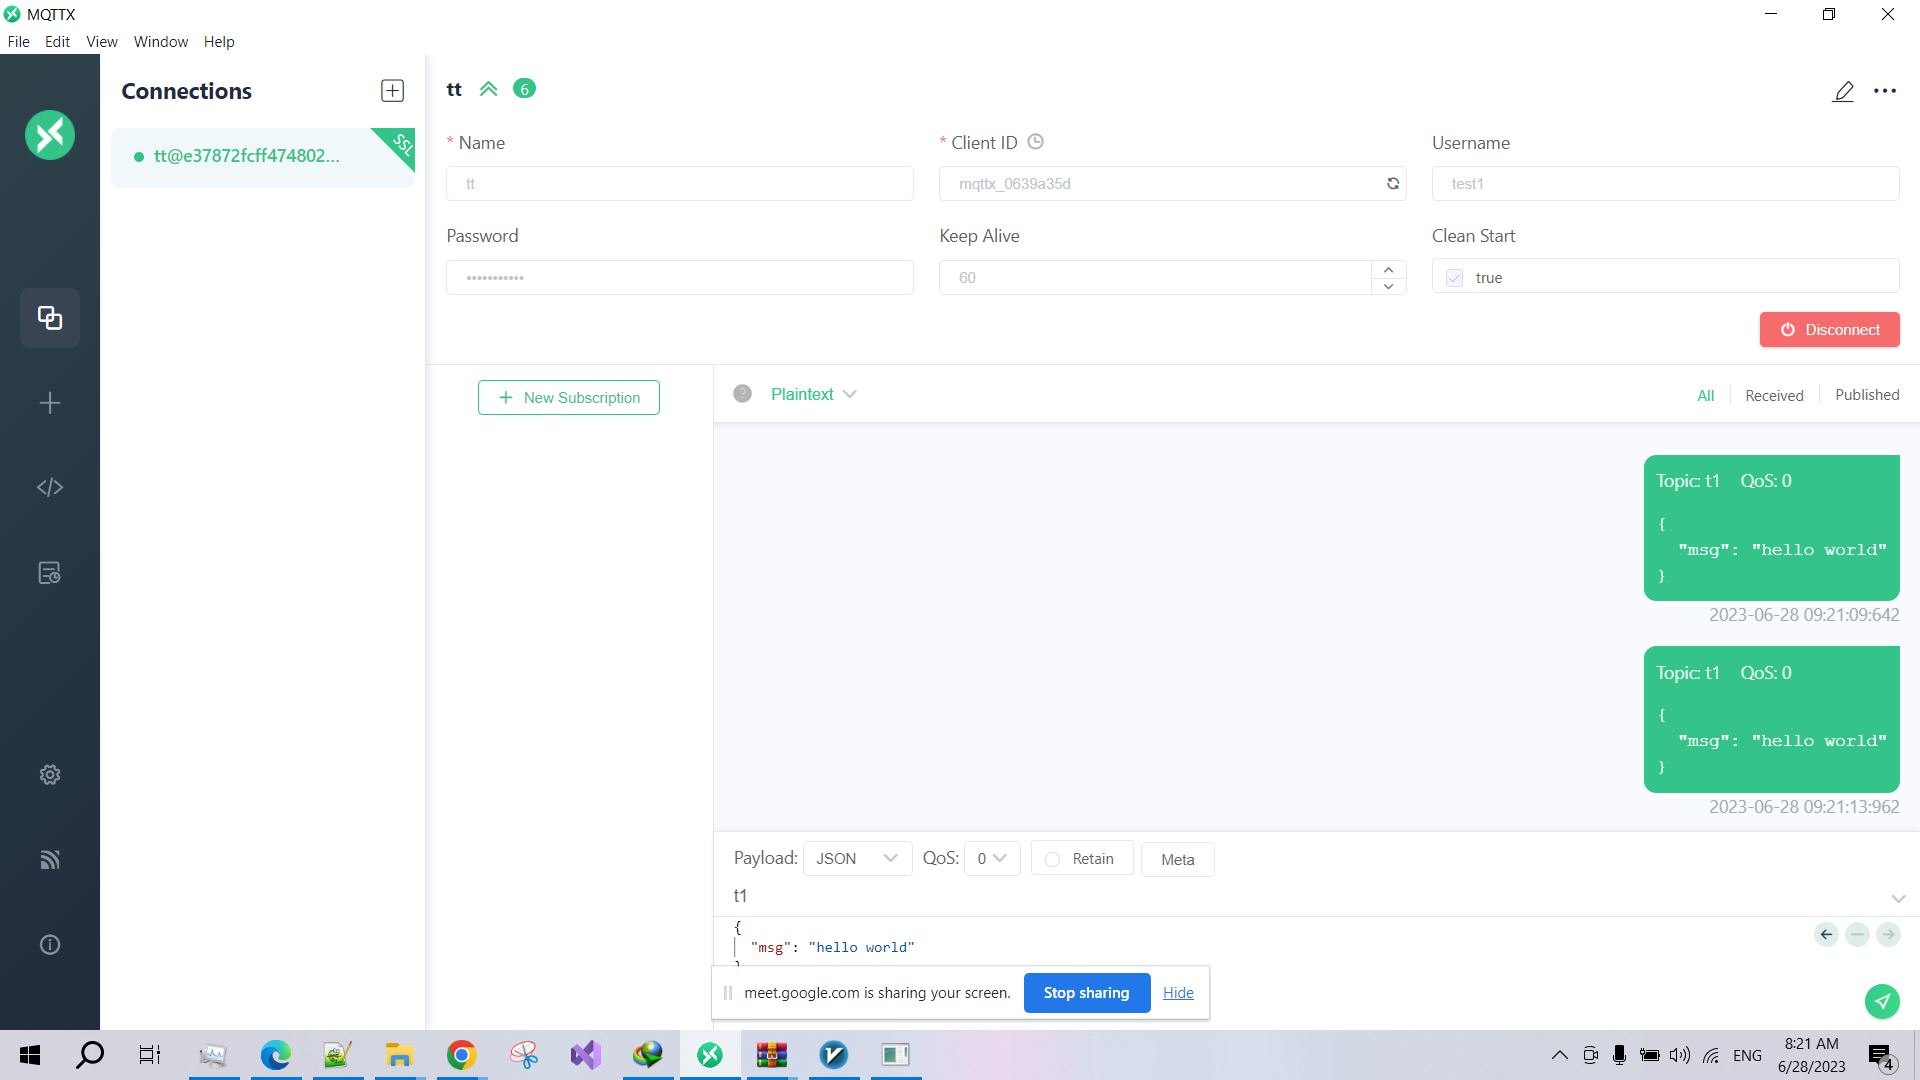 MQTTX
File Edit View Window Help
Connections
tt@e37872fcff474802...
SSL
tt 6
* Name
* Client ID
Username
tt
mqttx_0639a35d
test1
Password
Keep Alive
Clean Start
•••••••••••
60
true
Disconnect
New Subscription
Plaintext
All
Received
Published
Topic: t1 QoS: 0
{
"msg": "hello world"
}
2023-06-28 09:21:09:642
Topic: t1 QoS: 0
{
"msg": "hello world"
}
2023-06-28 09:21:13:962
Payload: JSON QoS: 0 Retain Meta
t1
{
"msg": "hello world"
}
meet.google.com is sharing your screen. Stop sharing Hide
ENG
8:21 AM
6/28/2023
4